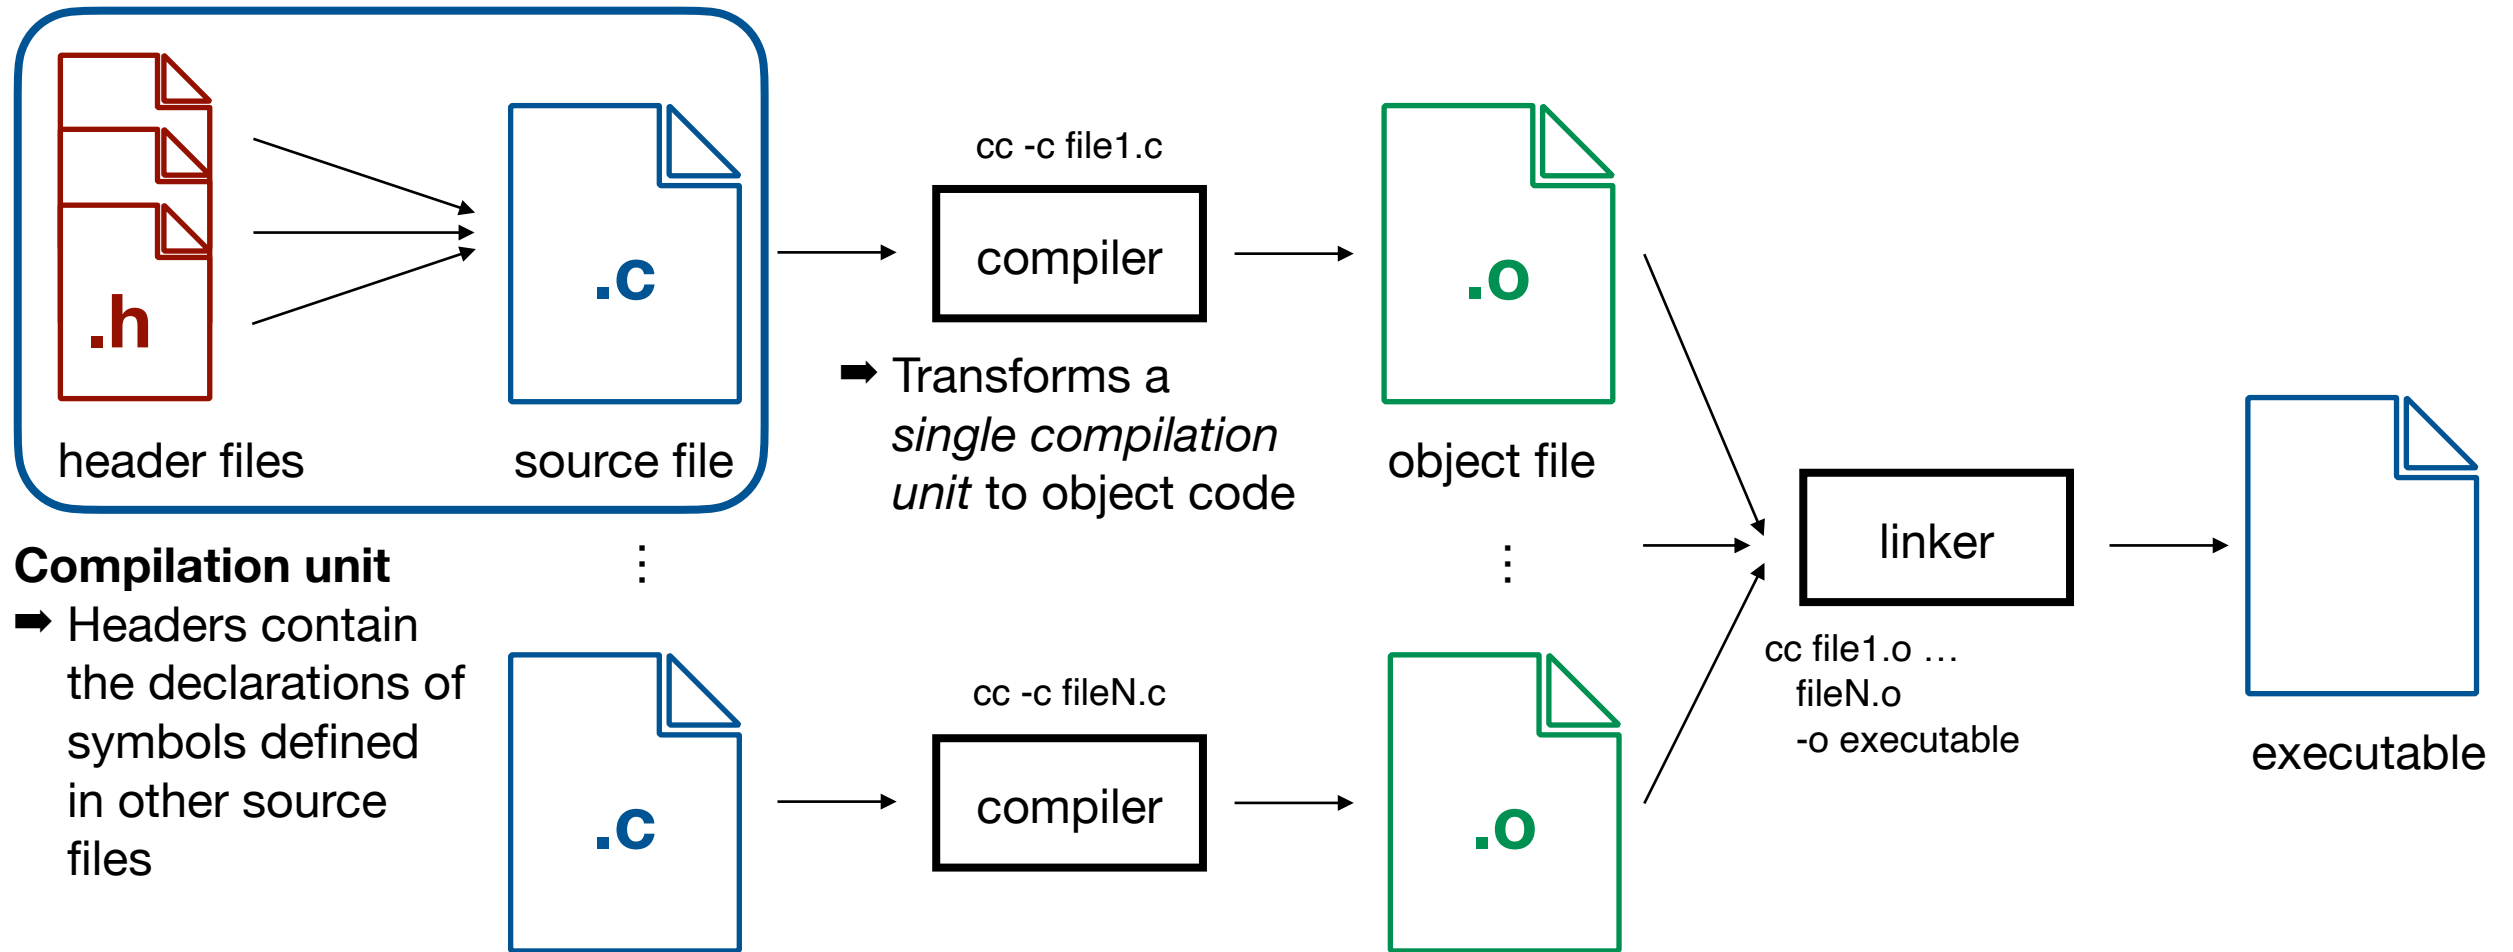 cc -c file1.c
compiler
.h
.c
.o
header files
source file
➡ Transforms a
single compilation
unit to object code
object file
Compilation unit
➡ Headers contain
the declarations of
symbols defined
in other source
files
⋮
⋮
linker
cc file1.o …
fileN.o
-o executable
executable
cc -c fileN.c
.c
compiler
.o